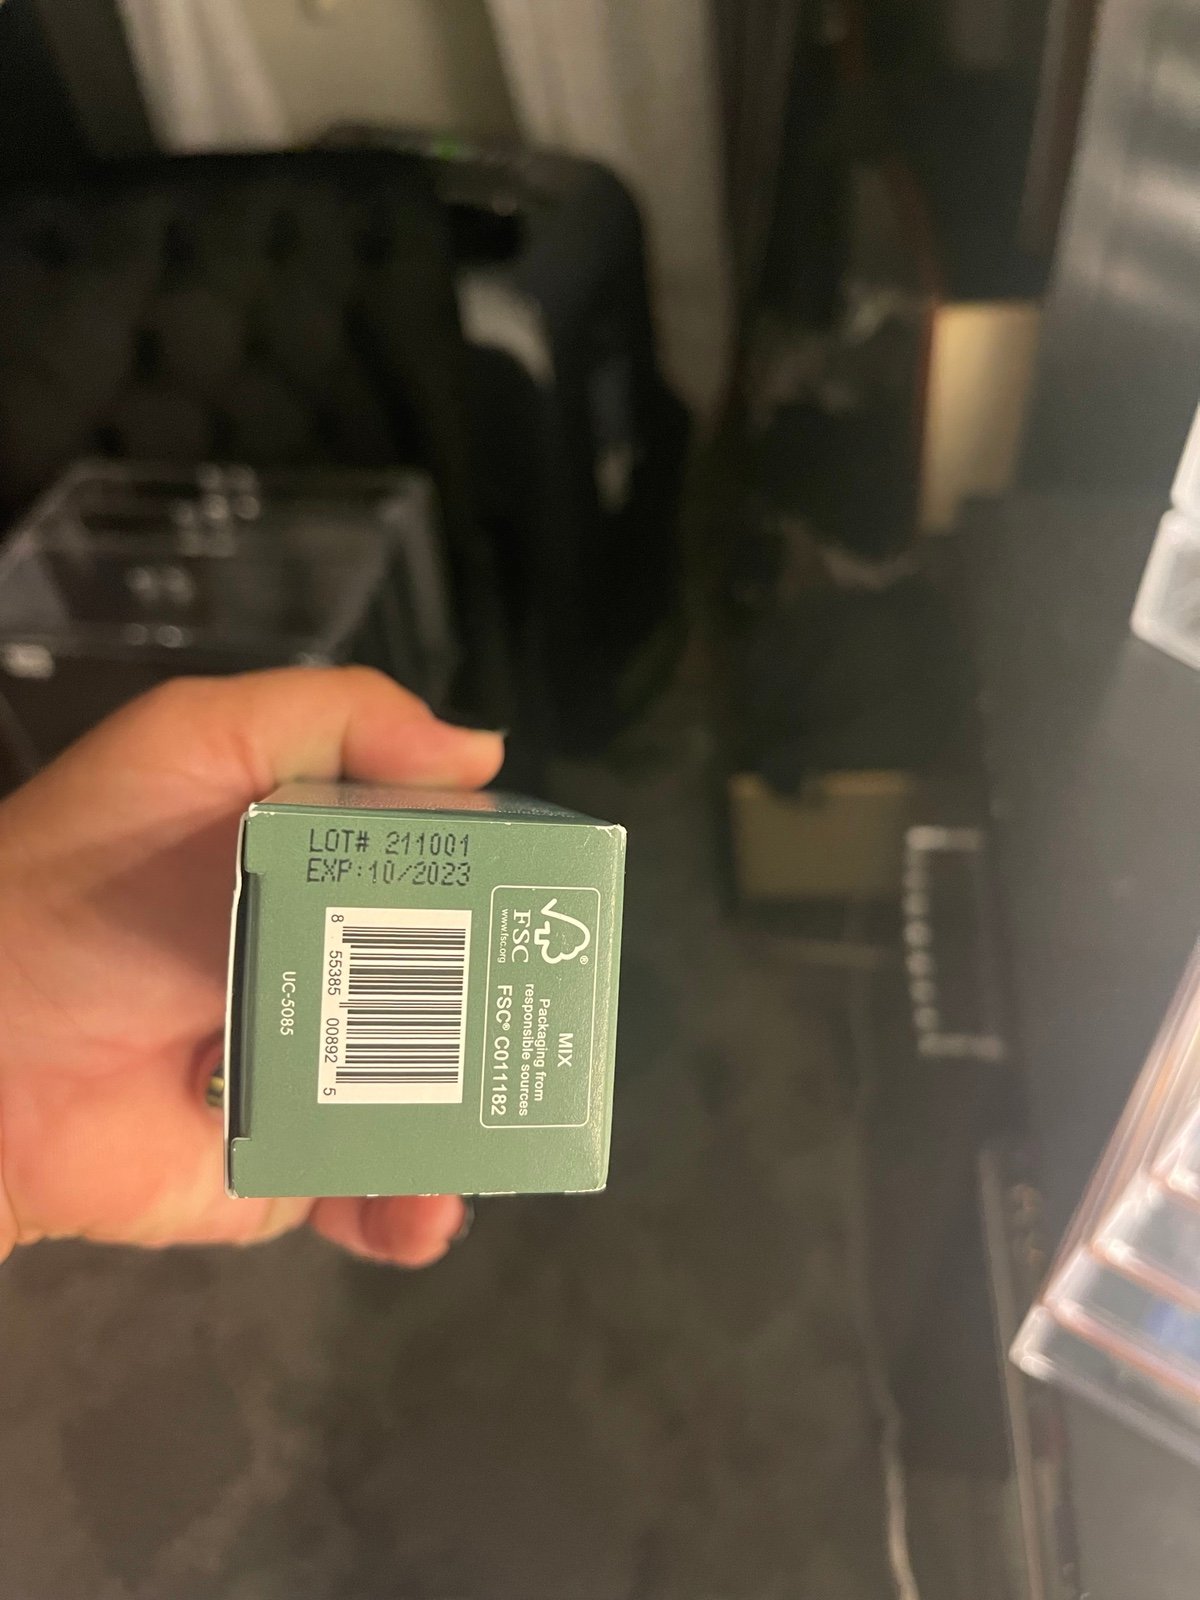 LOT# 211001
EXP:10/2023
8 55385 00892 5
UC-5085
FSC®
www.fsc.org
MIX
Packaging from
responsible sources
FSC® C011182